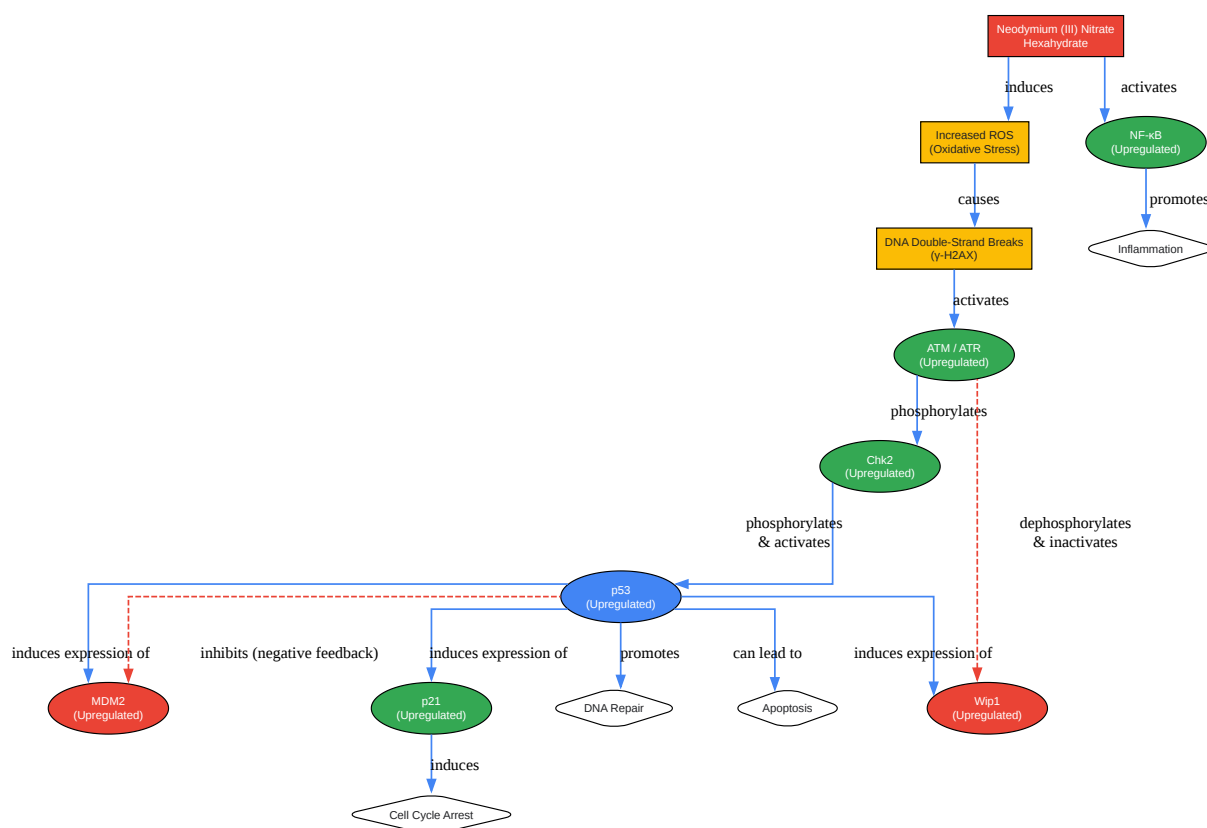 Neodymium (III) Nitrate
Hexahydrate
induces
activates
Increased ROS
(Oxidative Stress)
NF-κB
(Upregulated)
causes
promotes
DNA Double-Strand Breaks
(γ-H2AX)
Inflammation
activates
ATM / ATR
(Upregulated)
phosphorylates
Chk2
(Upregulated)
phosphorylates
& activates
dephosphorylates
& inactivates
p53
(Upregulated)
induces expression of
inhibits (negative feedback)
induces expression of
promotes
can lead to
induces expression of
MDM2
(Upregulated)
p21
(Upregulated)
DNA Repair
Apoptosis
Wip1
(Upregulated)
induces
Cell Cycle Arrest